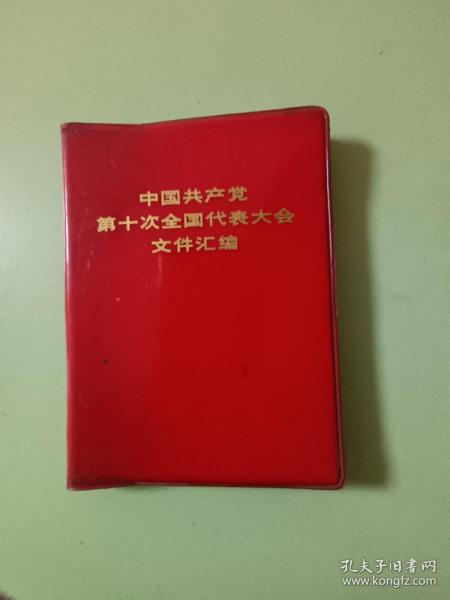 中国共产党
第十次全国代表大会
文件汇编
孔夫子旧书网
www.kongfz.com